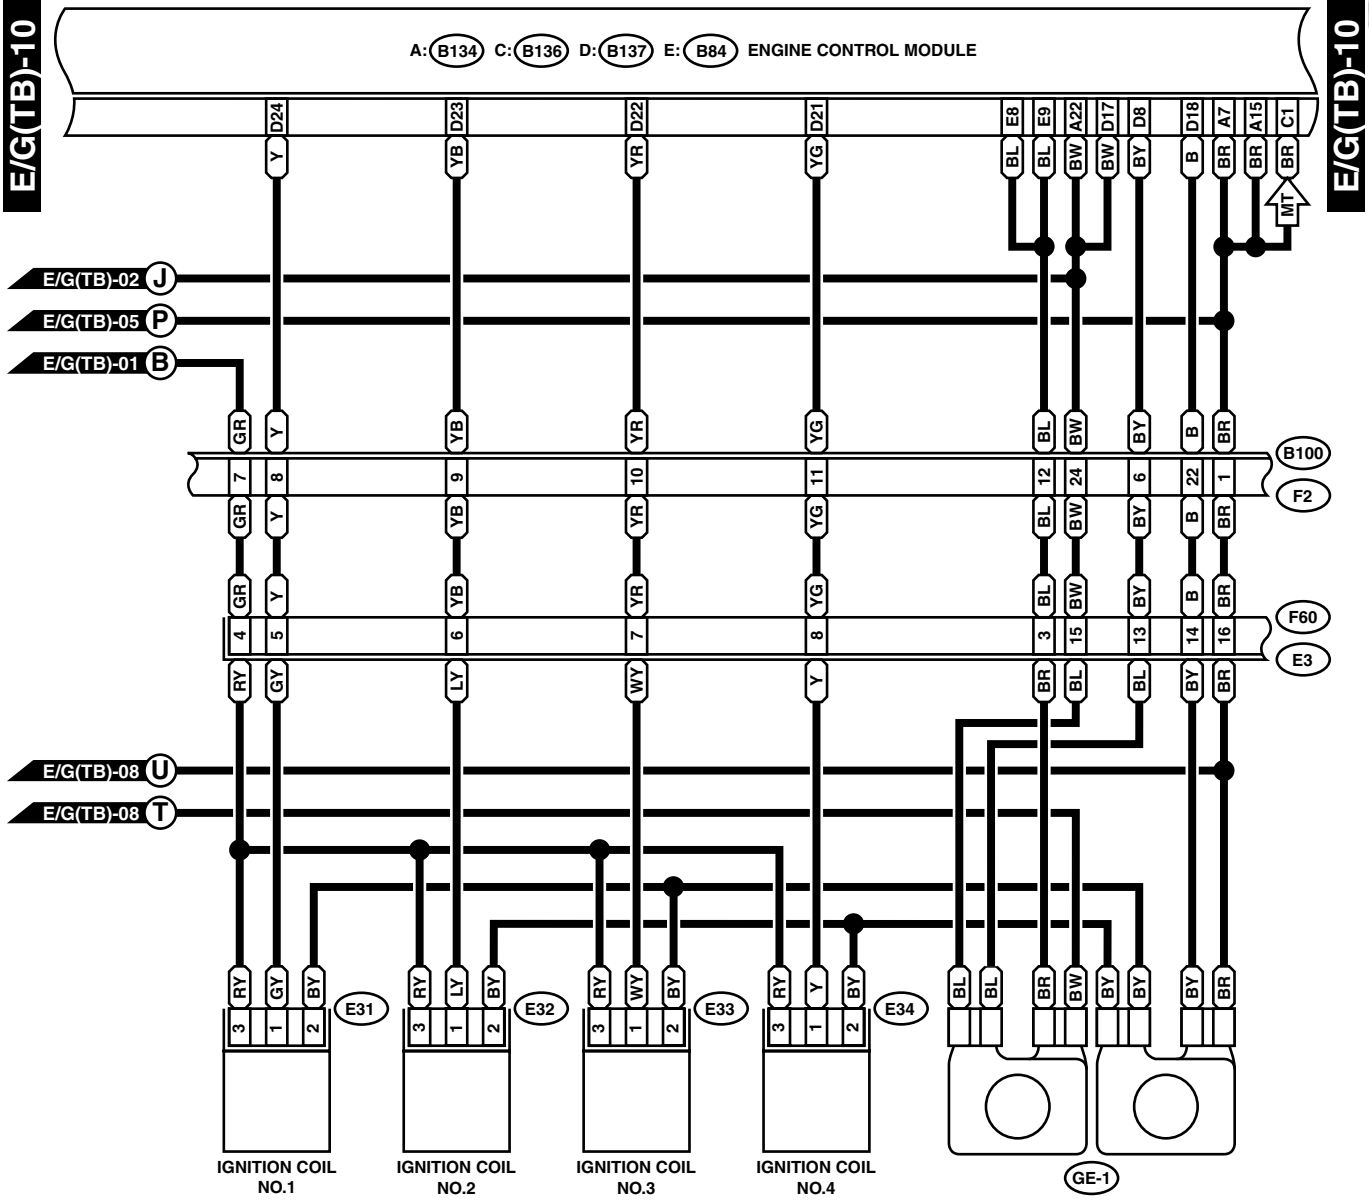 E/G(TB)-10
E/G(TB)-10
A: B134 C: B136 D: B137 E: B84 ENGINE CONTROL MODULE
D24 D23 D22 D21 E8 E9 A22 D17 D8 D18 A7 A15 C1
Y YB YR YG BL BL BW BW BY B BR BR BR
MT
E/G(TB)-02 J
E/G(TB)-05 P
E/G(TB)-01 B
GR Y YB YR YG BL BW BY B BR
B100
7 8 9 10 11 12 24 6 22 1
F2
GR Y YB YR YG BL BW BY B BR
GR Y YB YR YG BL BW BY B BR
F60
4 5 6 7 8 3 15 13 14 16
E3
RY GY LY WY Y BR BL BL BY BR
E/G(TB)-08 U
E/G(TB)-08 T
RY GY BY RY LY BY RY WY BY RY Y BY BL BL BR BW BY BY BY BR
E31 E32 E33 E34
3 1 2 3 1 2 3 1 2 3 1 2
IGNITION COIL NO.1
IGNITION COIL NO.2
IGNITION COIL NO.3
IGNITION COIL NO.4
GE-1